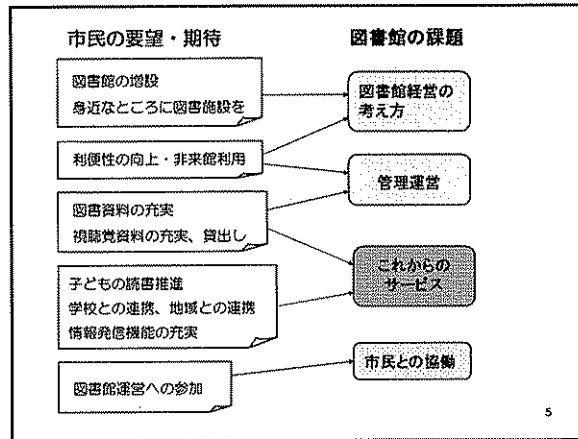 市民の要望・期待
図書館の課題
図書館の増設
身近なところに図書施設を
利便性の向上・非来館利用
図書資料の充実
視聴覚資料の充実、貸出し
子どもの読書推進
学校との連携、地域との連携
情報発信機能の充実
図書館運営への参加
図書館経営の
考え方
管理運営
これからの
サービス
市民との協働
5